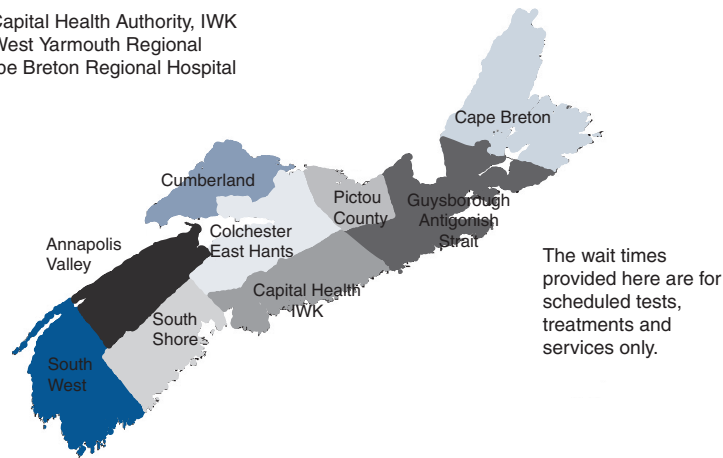 Capital Health Authority, IWK
West Yarmouth Regional
Breton Regional Hospital
Cape Breton
Cumberland
Pictou
County
Guysborough
Antigonish
Strait
Colchester
East Hants
Annapolis
Valley
Capital Health
IWK
South
Shore
South
West
The wait times
provided here are for
scheduled tests,
treatments and
services only.